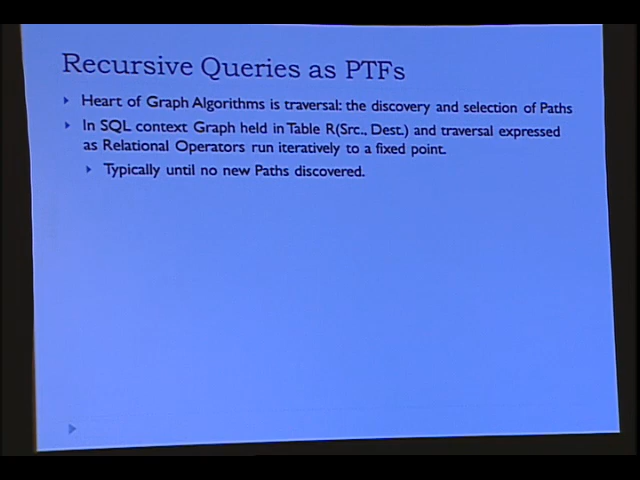 Recursive Queries as PTFs
Heart of Graph Algorithms is traversal: the discovery and selection of Paths
In SQL context Graph held in Table R(Src., Dest.) and traversal expressed
as Relational Operators run iteratively to a fixed point.
Typically until no new Paths discovered.